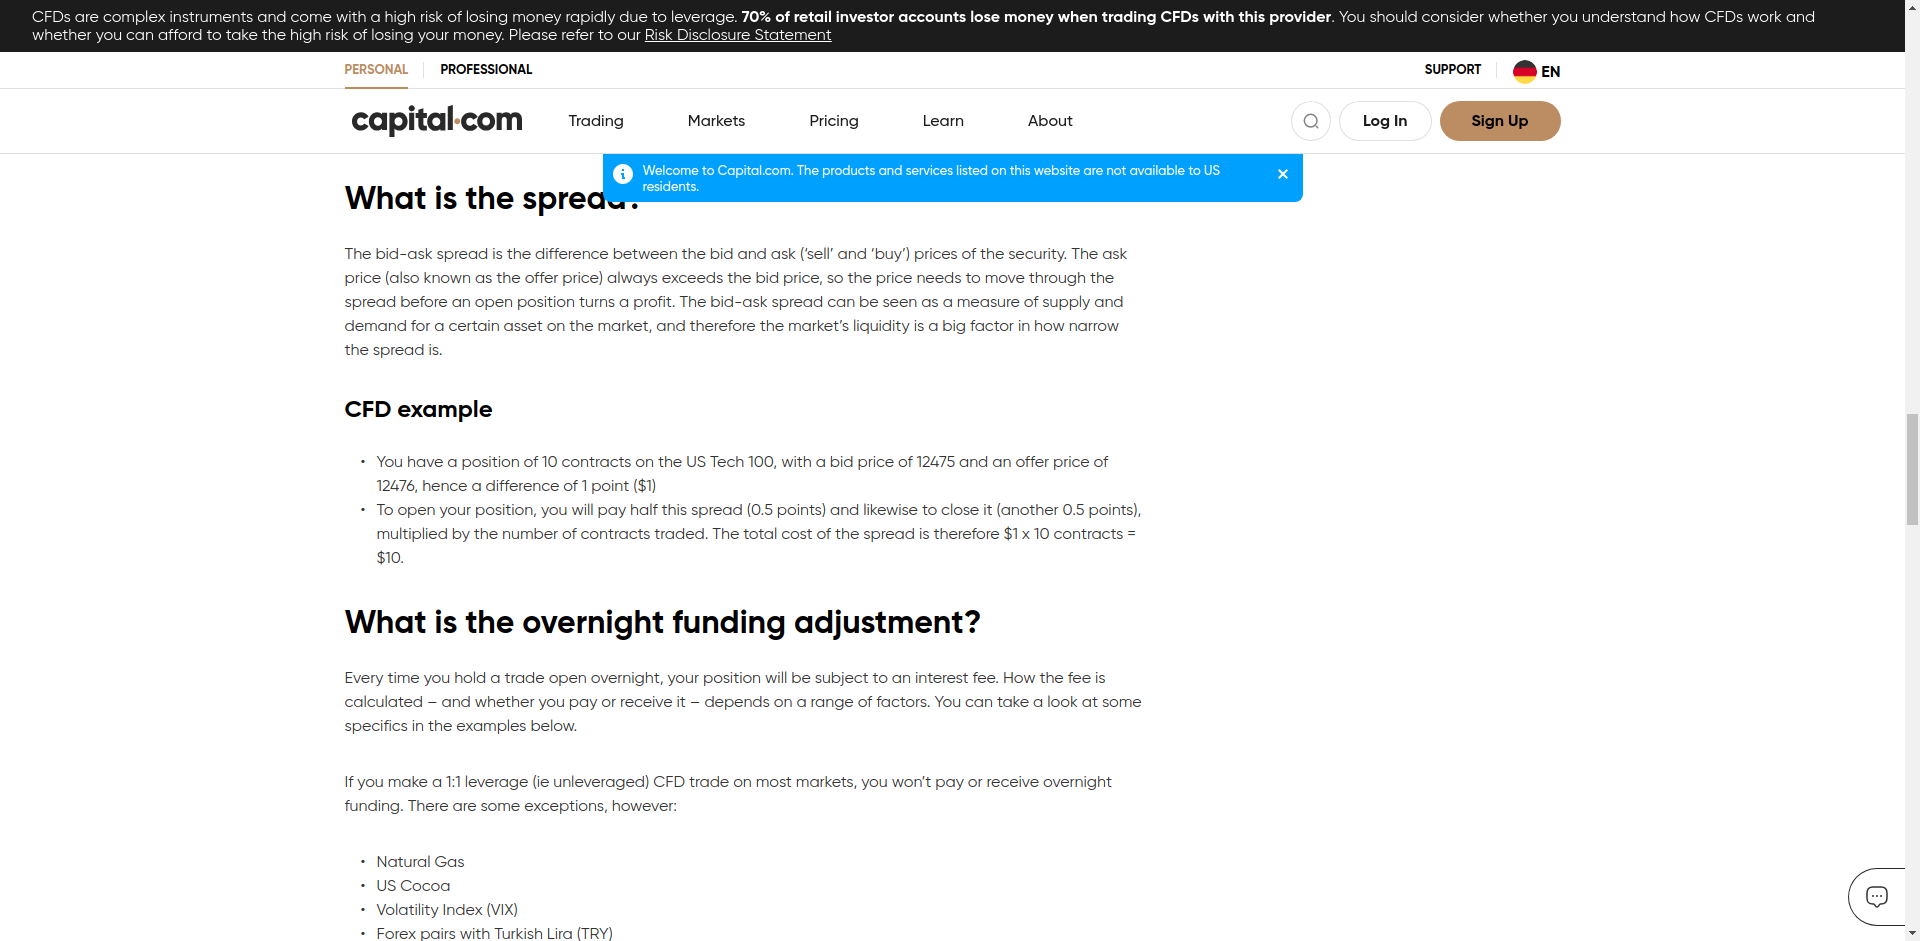 CFDs are complex instruments and come with a high risk of losing money rapidly due to leverage. 70% of retail investor accounts lose money when trading CFDs with this provider. You should consider whether you understand how CFDs work and
whether you can afford to take the high risk of losing your money. Please refer to our Risk Disclosure Statement
PERSONAL PROFESSIONAL SUPPORT EN
capital.com Trading Markets Pricing Learn About Log In Sign Up
Welcome to Capital.com. The products and services listed on this website are not available to US
residents.
What is the spread?
The bid-ask spread is the difference between the bid and ask (‘sell’ and ‘buy’) prices of the security. The ask
price (also known as the offer price) always exceeds the bid price, so the price needs to move through the
spread before an open position turns a profit. The bid-ask spread can be seen as a measure of supply and
demand for a certain asset on the market, and therefore the market’s liquidity is a big factor in how narrow
the spread is.
CFD example
• You have a position of 10 contracts on the US Tech 100, with a bid price of 12475 and an offer price of
12476, hence a difference of 1 point ($1)
• To open your position, you will pay half this spread (0.5 points) and likewise to close it (another 0.5 points),
multiplied by the number of contracts traded. The total cost of the spread is therefore $1 x 10 contracts =
$10.
What is the overnight funding adjustment?
Every time you hold a trade open overnight, your position will be subject to an interest fee. How the fee is
calculated – and whether you pay or receive it – depends on a range of factors. You can take a look at some
specifics in the examples below.
If you make a 1:1 leverage (ie unleveraged) CFD trade on most markets, you won’t pay or receive overnight
funding. There are some exceptions, however:
• Natural Gas
• US Cocoa
• Volatility Index (VIX)
• Forex pairs with Turkish Lira (TRY)